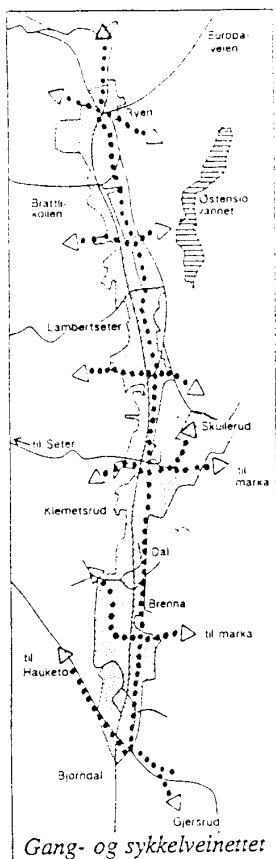 Europa-
veien
Ryen
Brattli-
kollen
Østensjø
vannet
Lambertseter
til Seter
Skullerud
til
marka
Klemetsrud
Dal
Brenna
til marka
til
Hauketo
Bjørndal
Gjersrud
Gang- og sykkelveinettet